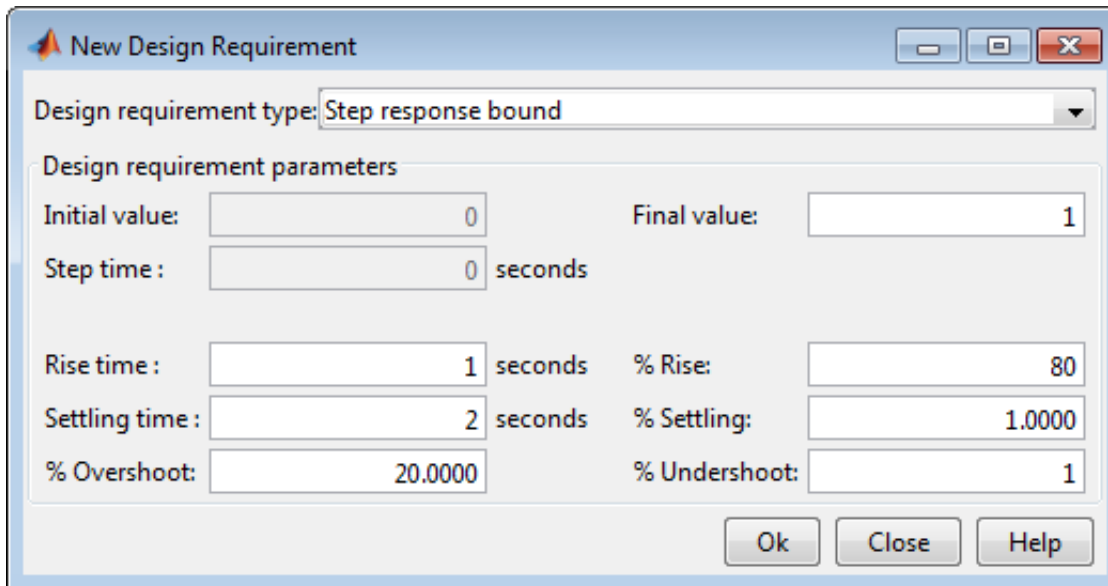 New Design Requirement
Design requirement type: Step response bound
Design requirement parameters
Initial value: 0 Final value: 1
Step time : 0 seconds
Rise time : 1 seconds % Rise: 80
Settling time : 2 seconds % Settling: 1.0000
% Overshoot: 20.0000 % Undershoot: 1
Ok Close Help